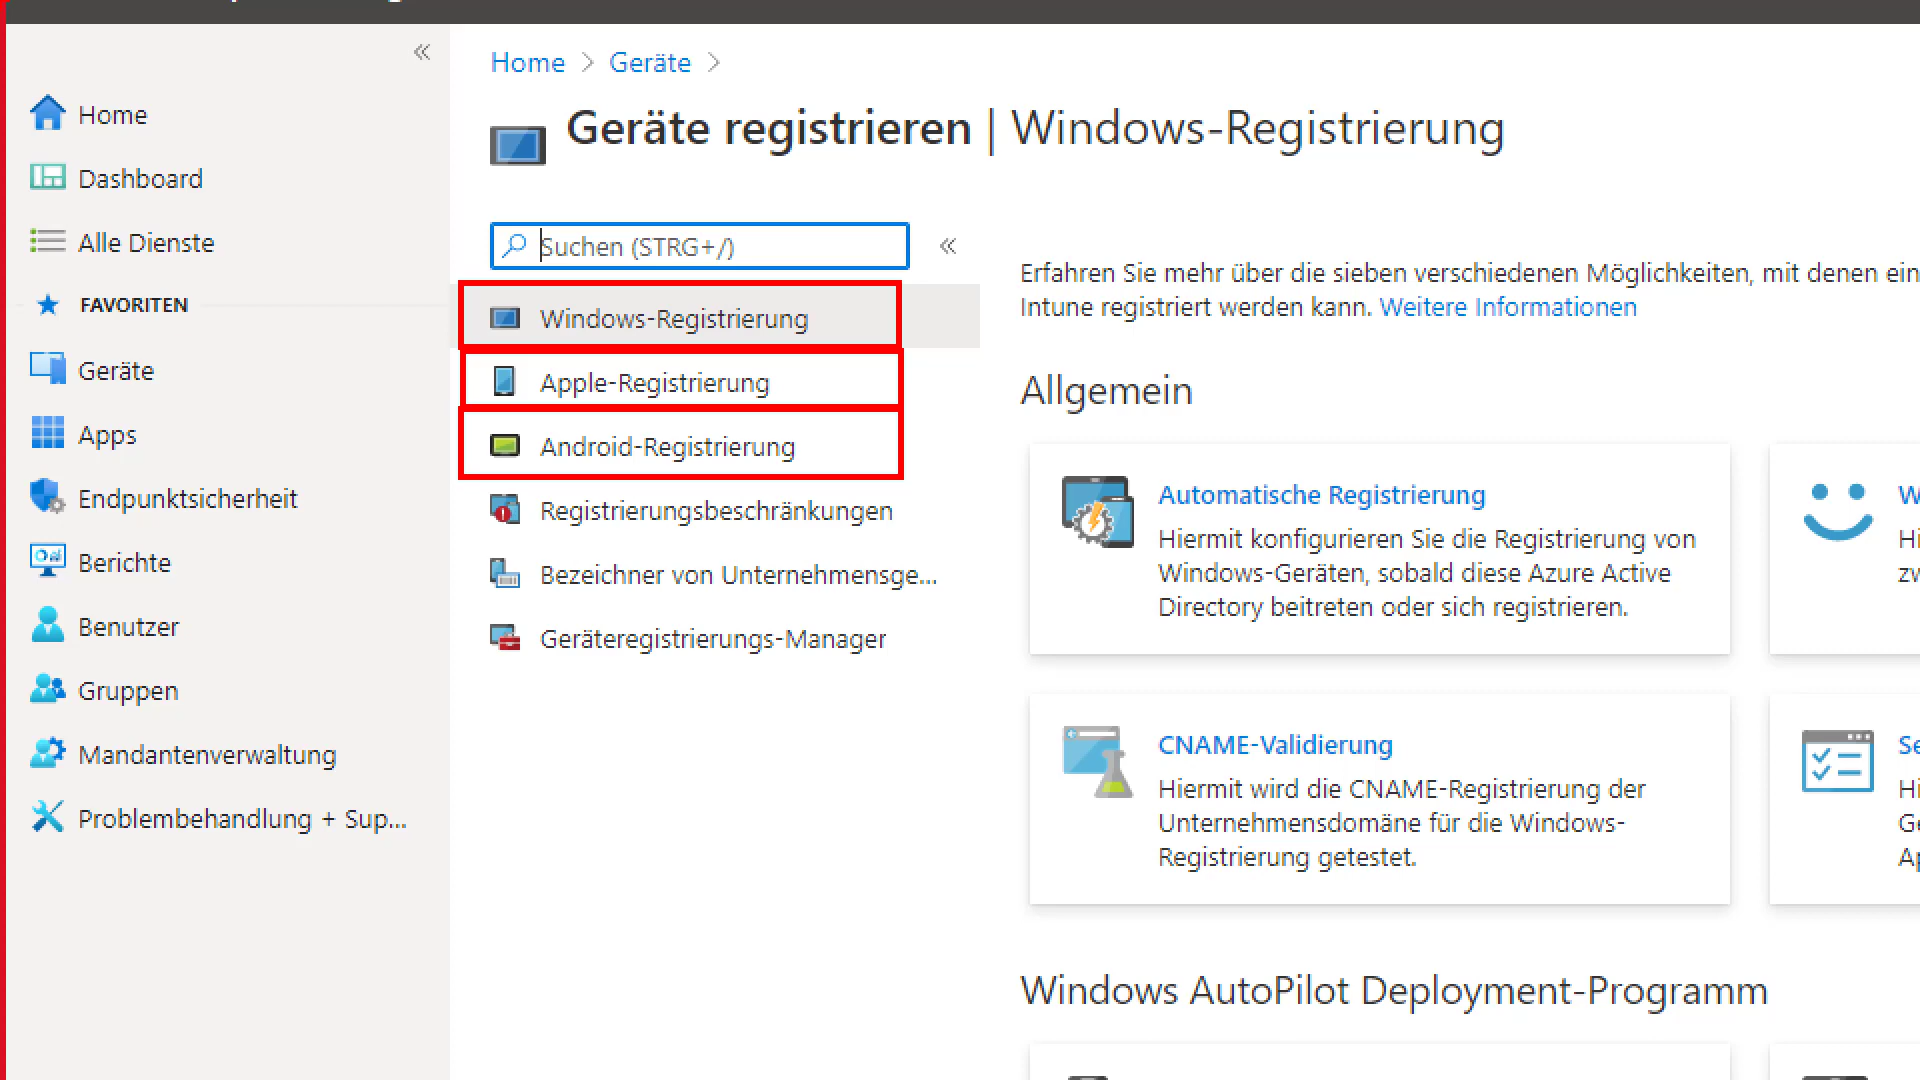 Home
Dashboard
Alle Dienste
FAVORITEN
Geräte
Apps
Endpunktsicherheit
Berichte
Benutzer
Gruppen
Mandantenverwaltung
Problembehandlung + Sup...
Home > Geräte >
Geräte registrieren | Windows-Registrierung
Suchen (STRG+/)
Windows-Registrierung
Apple-Registrierung
Android-Registrierung
Registrierungsbeschränkungen
Bezeichner von Unternehmensge...
Geräteregistrierungs-Manager
Erfahren Sie mehr über die sieben verschiedenen Möglichkeiten, mit denen ein
Intune registriert werden kann. Weitere Informationen
Allgemein
Automatische Registrierung
Hiermit konfigurieren Sie die Registrierung von
Windows-Geräten, sobald diese Azure Active
Directory beitreten oder sich registrieren.
CNAME-Validierung
Hiermit wird die CNAME-Registrierung der
Unternehmensdomäne für die Windows-
Registrierung getestet.
Windows AutoPilot Deployment-Programm